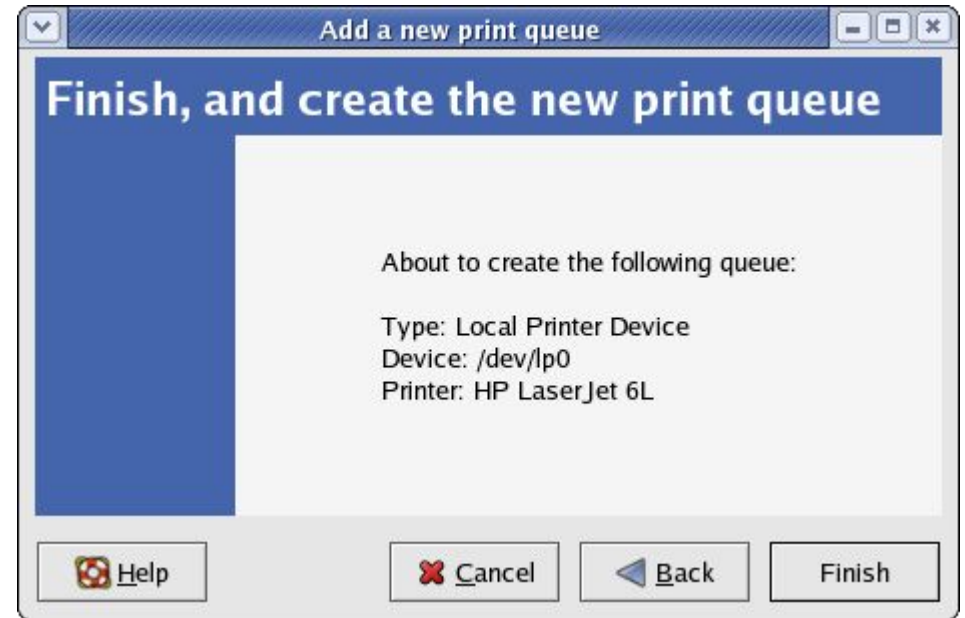 Add a new print queue
Finish, and create the new print queue
About to create the following queue:
Type: Local Printer Device
Device: /dev/lp0
Printer: HP LaserJet 6L
Help
Cancel
Back
Finish